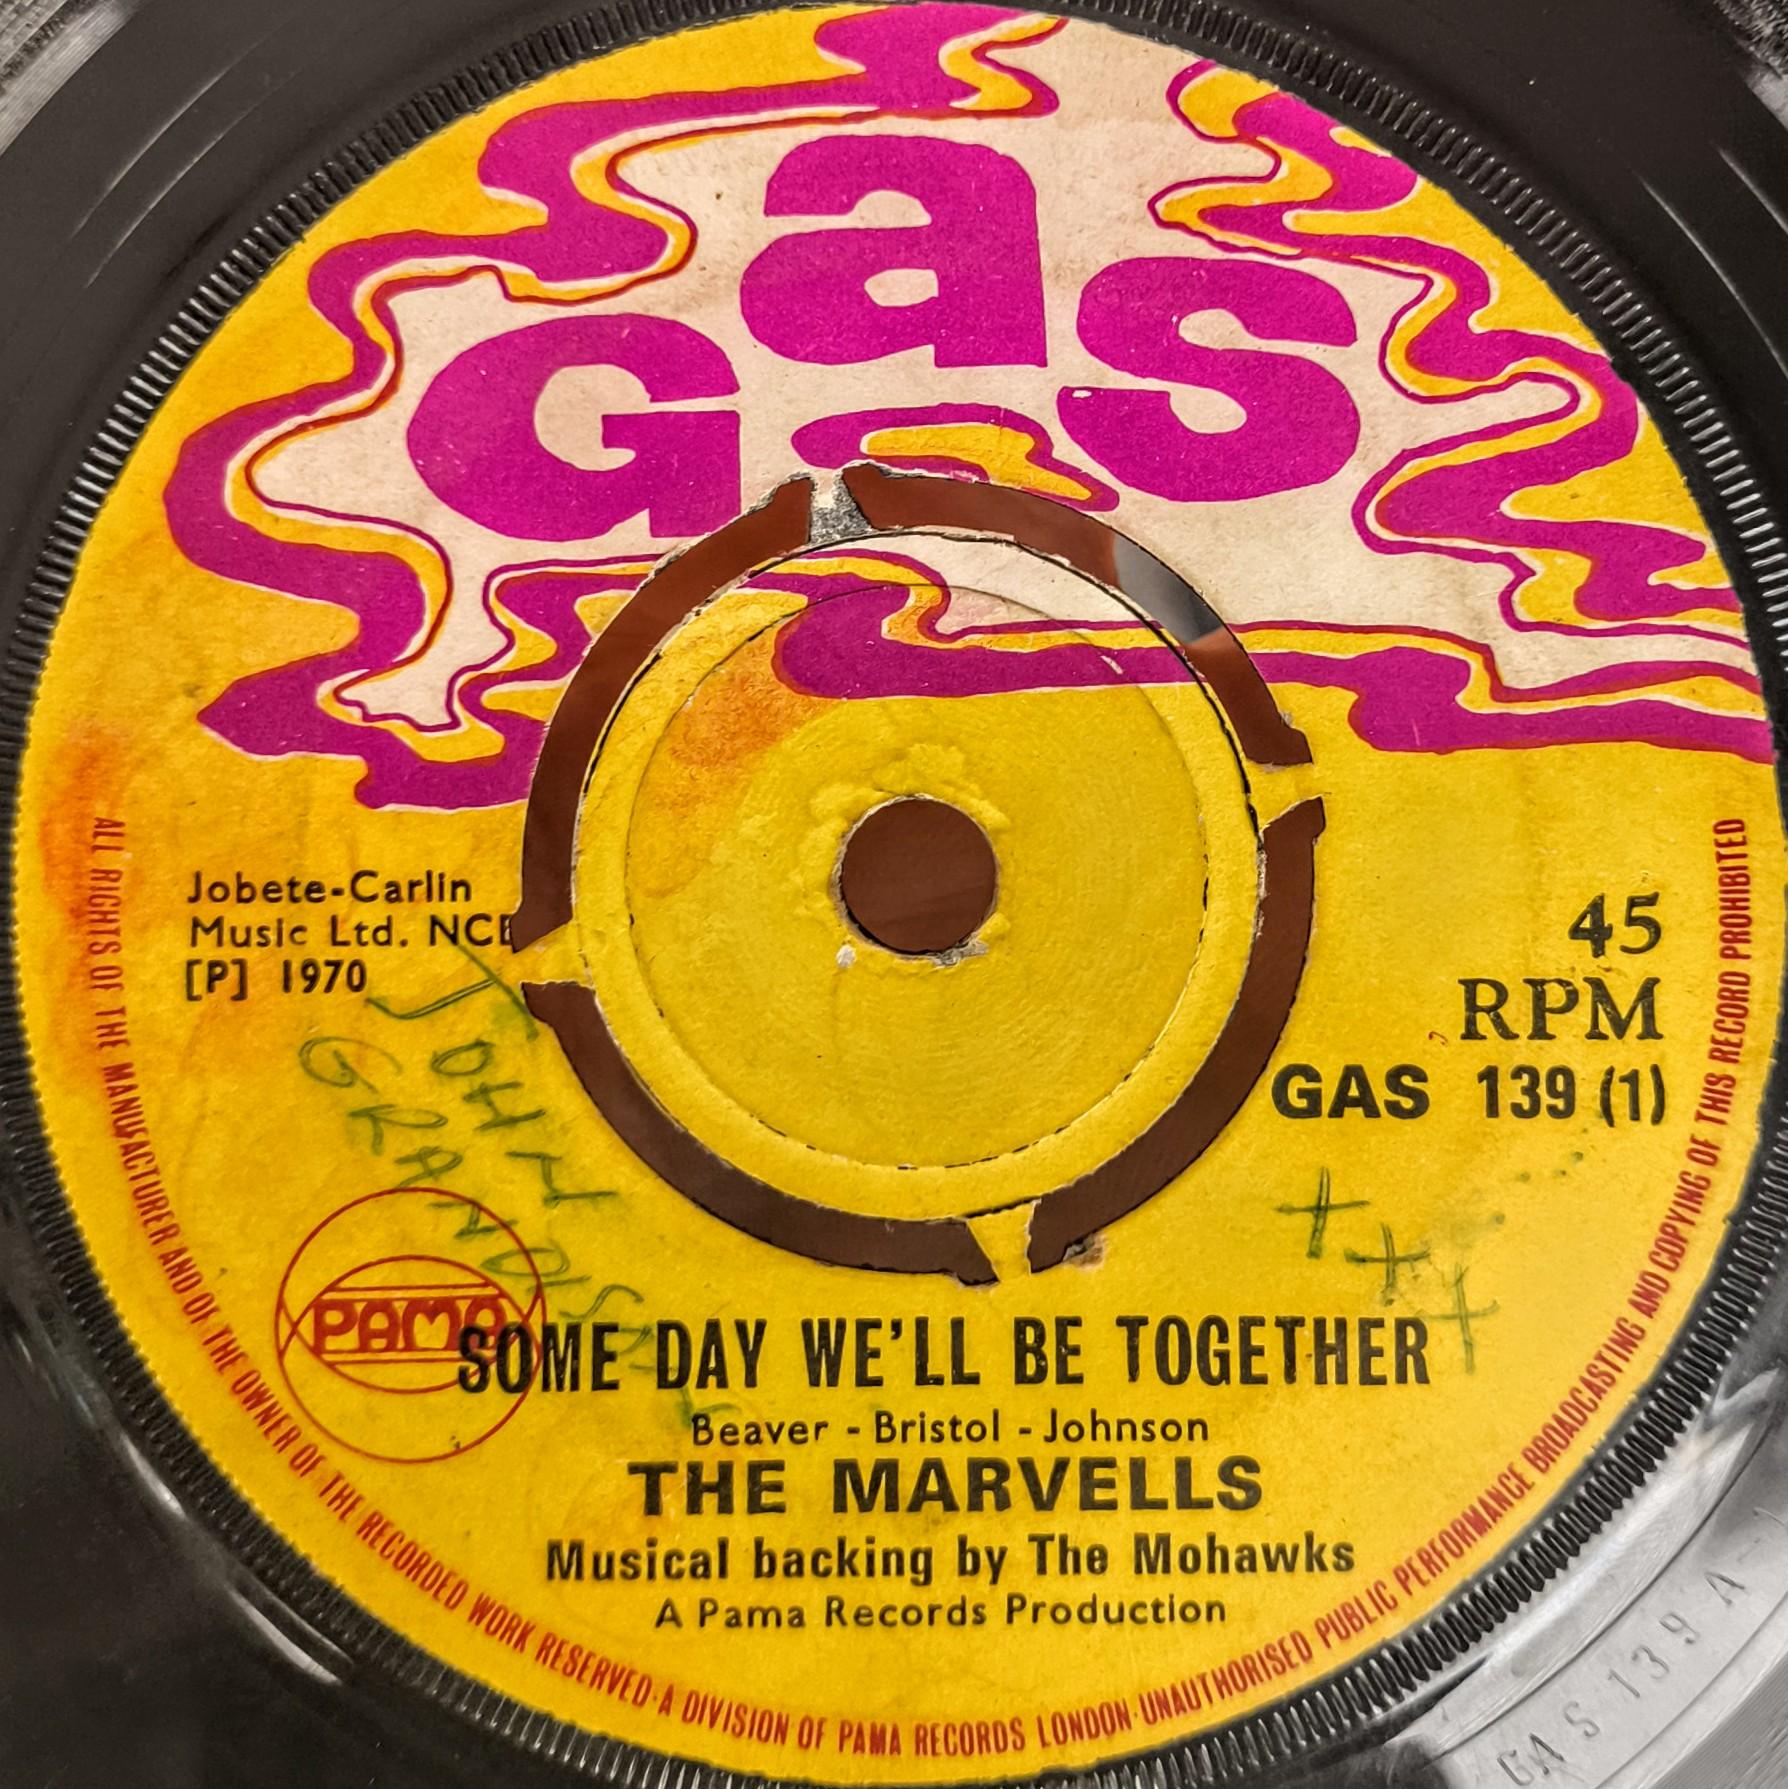 Gas
Jobete-Carlin
Music Ltd. NCB
[P] 1970
45
RPM
GAS 139 (1)
JOHN
GRANDISON
PAMA
SOME DAY WE'LL BE TOGETHER
Beaver - Bristol - Johnson
THE MARVELLS
Musical backing by The Mohawks
A Pama Records Production
ALL RIGHTS OF THE MANUFACTURER AND OF THE OWNER OF THE RECORDED WORK RESERVED · A DIVISION OF PAMA RECORDS LONDON · UNAUTHORISED PUBLIC PERFORMANCE BROADCASTING AND COPYING OF THIS RECORD PROHIBITED
GAS 139 A